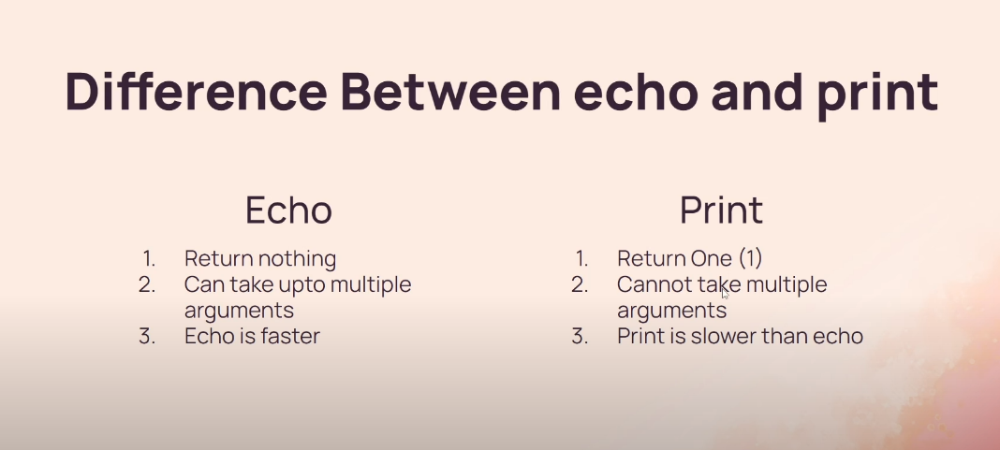 Difference Between echo and print
Echo
1. Return nothing
2. Can take upto multiple
arguments
3. Echo is faster
Print
1. Return One (1)
2. Cannot take multiple
arguments
3. Print is slower than echo